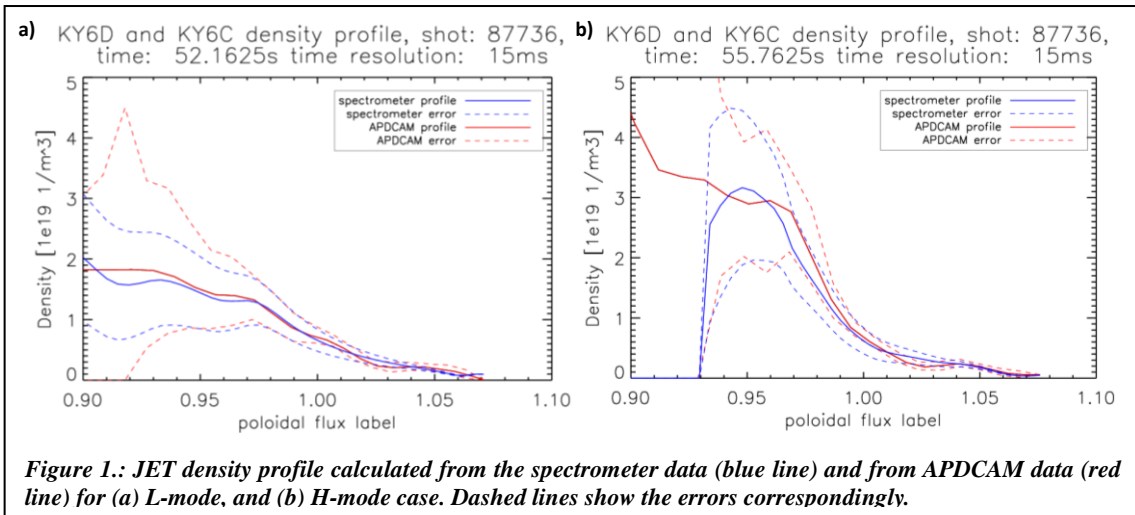 a) KY6D and KY6C density profile, shot: 87736,
time: 52.1625s time resolution: 15ms
5
4
3
2
1
0
Density [1e19 1/m^3]
spectrometer profile
spectrometer error
APDCAM profile
APDCAM error
0.90 0.95 1.00 1.05 1.10
poloidal flux label
b) KY6D and KY6C density profile, shot: 87736,
time: 55.7625s time resolution: 15ms
5
4
3
2
1
0
Density [1e19 1/m^3]
spectrometer profile
spectrometer error
APDCAM profile
APDCAM error
0.90 0.95 1.00 1.05 1.10
poloidal flux label
Figure 1.: JET density profile calculated from the spectrometer data (blue line) and from APDCAM data (red
line) for (a) L-mode, and (b) H-mode case. Dashed lines show the errors correspondingly.